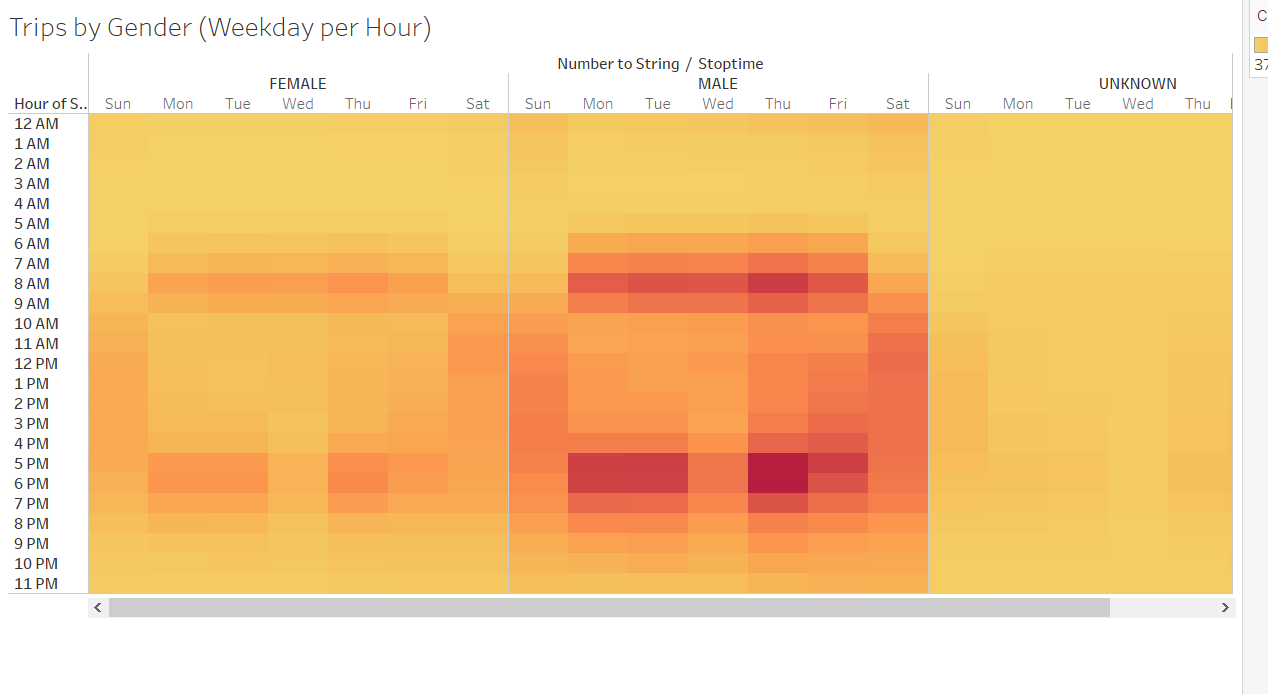 Trips by Gender (Weekday per Hour)
C
37
Number to String / Stoptime
FEMALE MALE UNKNOWN
Hour of S.. Sun Mon Tue Wed Thu Fri Sat Sun Mon Tue Wed Thu Fri Sat Sun Mon Tue Wed Thu
12 AM
1 AM
2 AM
3 AM
4 AM
5 AM
6 AM
7 AM
8 AM
9 AM
10 AM
11 AM
12 PM
1 PM
2 PM
3 PM
4 PM
5 PM
6 PM
7 PM
8 PM
9 PM
10 PM
11 PM